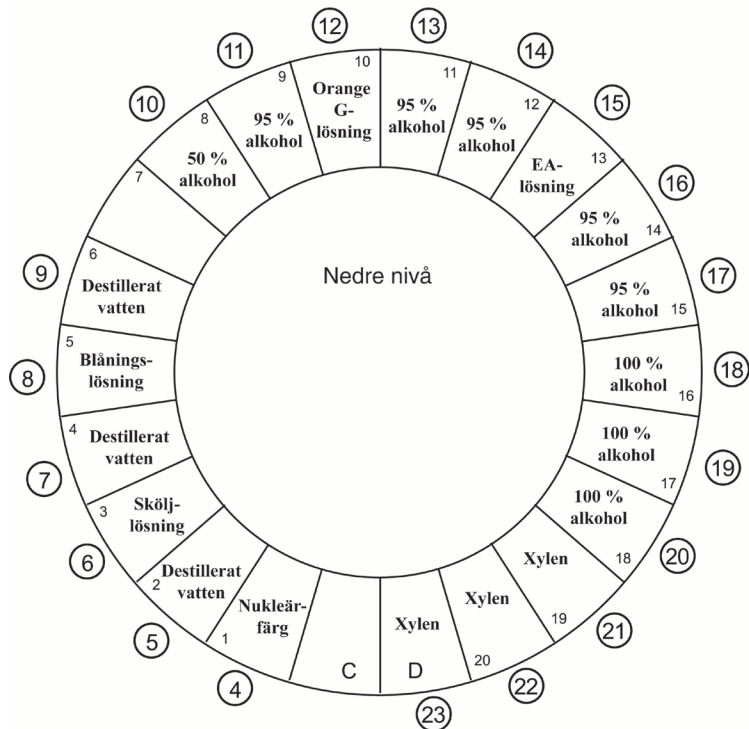 Nedre nivå
4
1
Nukleär-
färg
5
2
Destillerat
vatten
6
3
Skölj-
lösning
7
4
Destillerat
vatten
8
5
Blånings-
lösning
9
6
Destillerat
vatten
7
10
8
50 %
alkohol
11
9
95 %
alkohol
12
10
Orange
G-
lösning
13
11
95 %
alkohol
14
12
95 %
alkohol
15
13
EA-
lösning
16
95 %
alkohol
14
17
95 %
alkohol
15
18
100 %
alkohol
16
19
100 %
alkohol
17
20
100 %
alkohol
18
21
Xylen
19
22
Xylen
20
23
Xylen
D
C